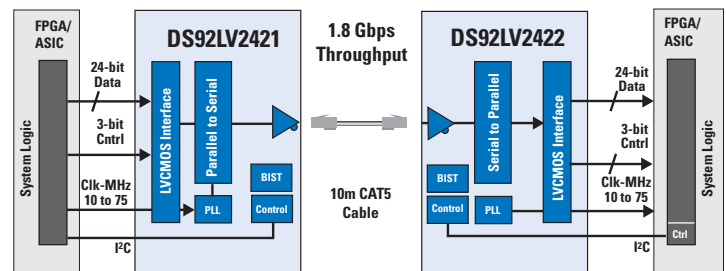 FPGA/
ASIC
System Logic
24-bit
Data
3-bit
Cntrl
Clk-MHz
10 to 75
I²C
DS92LV2421
LVCMOS Interface
Parallel to Serial
BIST
PLL
Control
1.8 Gbps
Throughput
10m CAT5
Cable
DS92LV2422
Serial to Parallel
LVCMOS Interface
BIST
Control
PLL
24-bit
Data
3-bit
Cntrl
Clk-MHz
10 to 75
I²C
FPGA/
ASIC
System Logic
Ctrl